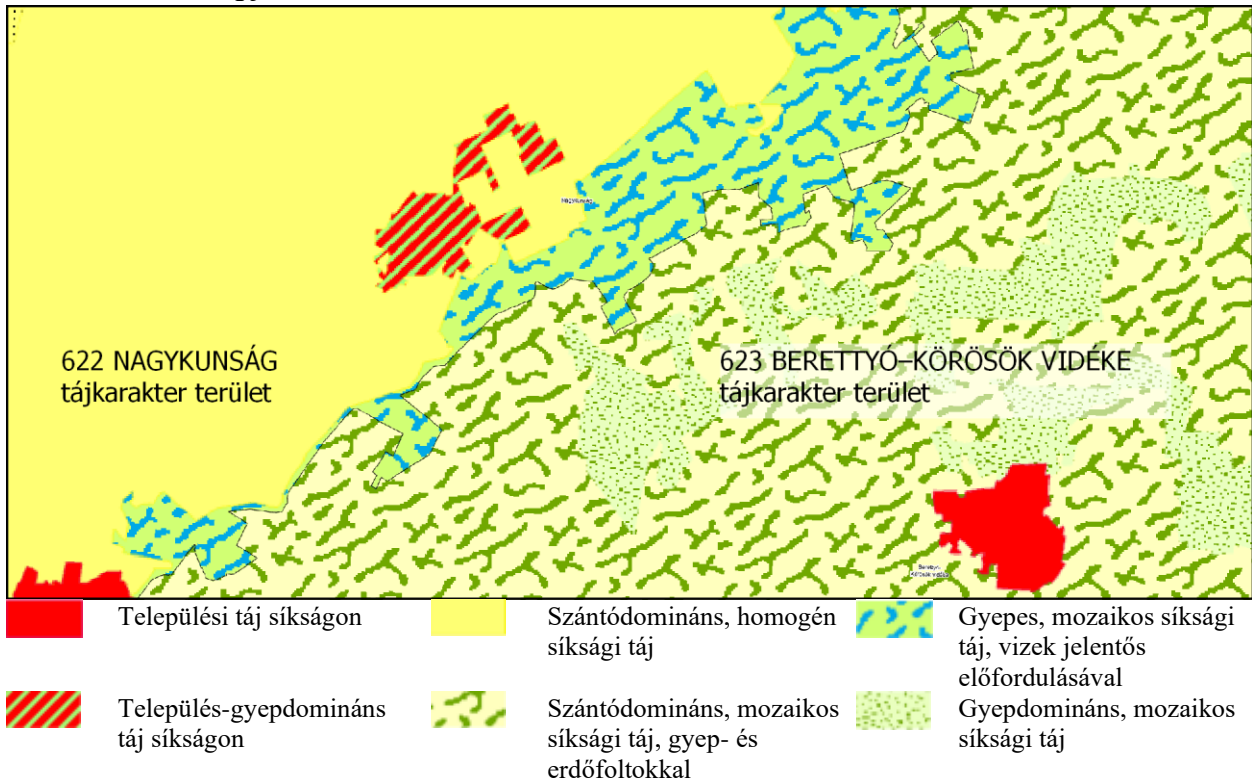 622 NAGYKUNSÁG
tájkarakter terület
623 BERETTYÓ–KÖRÖSÖK VIDÉKE
tájkarakter terület
Települési táj síkságon
Szántódomináns, homogén
síksági táj
Gyepes, mozaikos síksági
táj, vizek jelentős
előfordulásával
Település-gyepdomináns
táj síkságon
Szántódomináns, mozaikos
síksági táj, gyep- és
erdőfoltokkal
Gyepdomináns, mozaikos
síksági táj